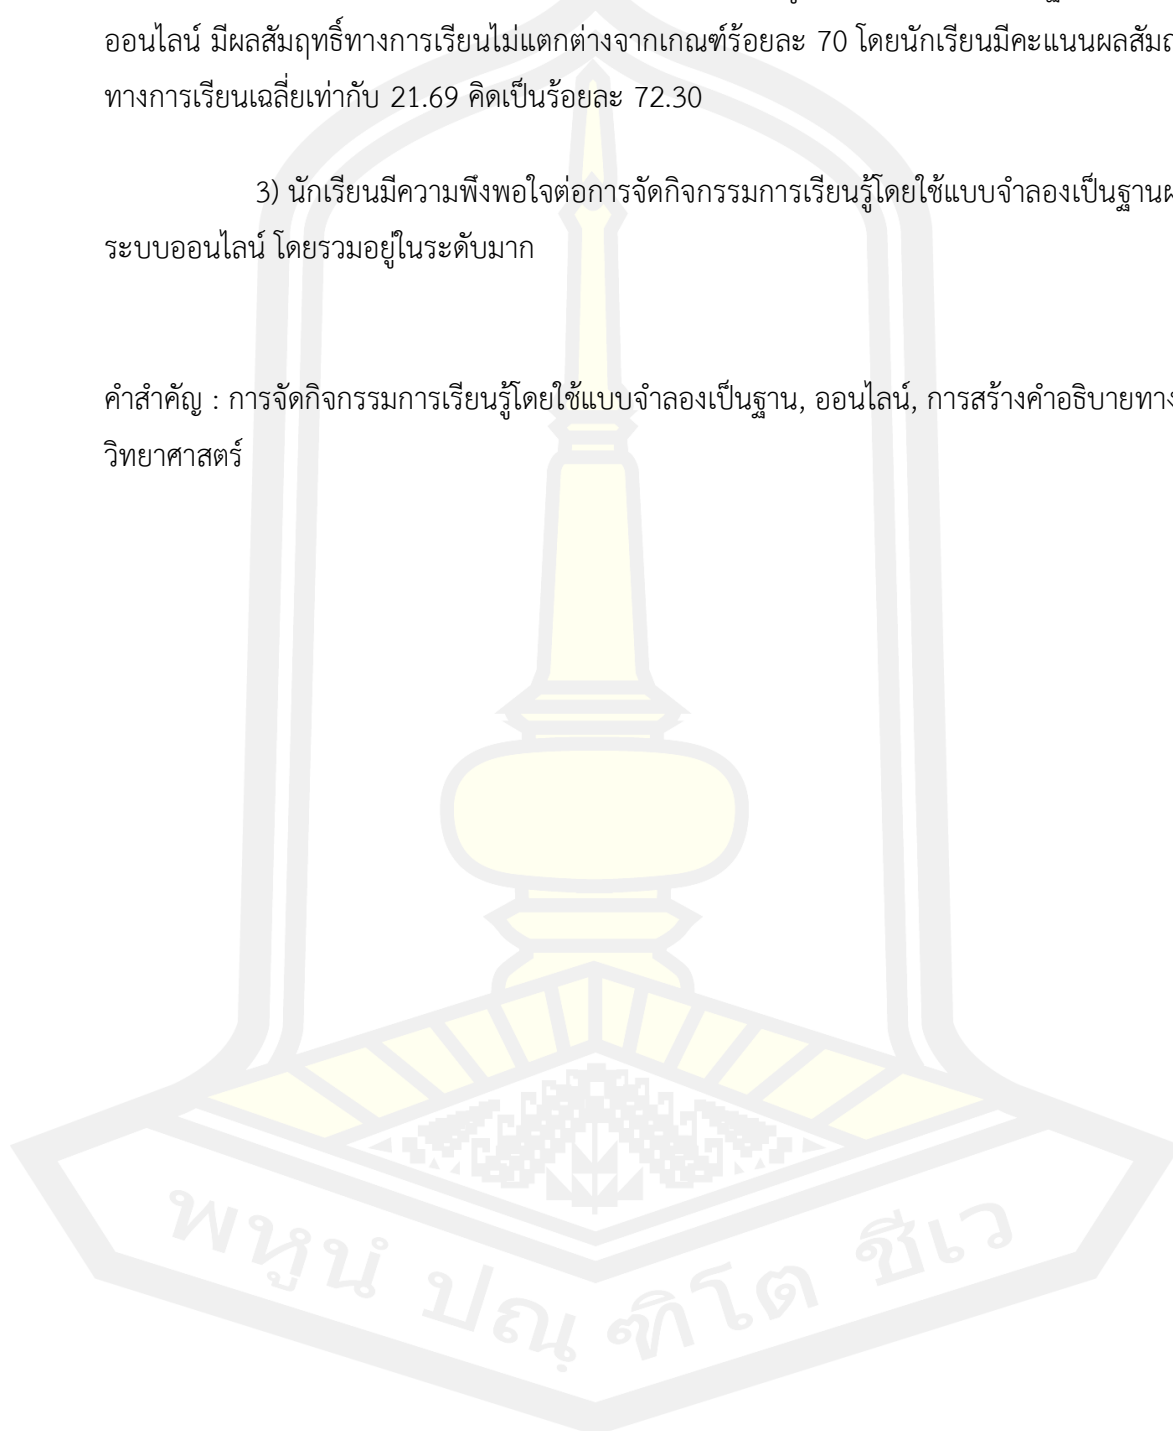 ออนไลน์ มีผลสัมฤทธิ์ทางการเรียนไม่แตกต่างจากเกณฑ์ร้อยละ 70 โดยนักเรียนมีคะแนน
ทางการเรียนเฉลี่ยเท่ากับ 21.69 คิดเป็นร้อยละ 72.30
3) นักเรียนมีความพึงพอใจต่อการจัดกิจกรรมการเรียนรู้โดยใช้แบบจำลองเป็นฐาน
ระบบออนไลน์ โดยรวมอยู่ในระดับมาก
คำสำคัญ : การจัดกิจกรรมการเรียนรู้โดยใช้แบบจำลองเป็นฐาน, ออนไลน์, การสร้างคำอธิบายทาง
วิทยาศาสตร์
พหูนํ ปณฺฑิโต ชีเว